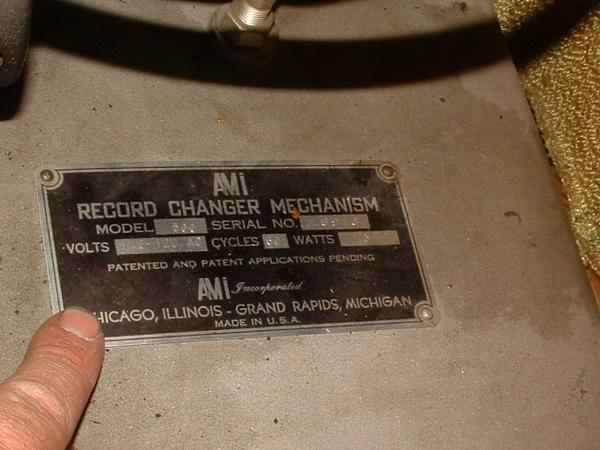 AMi
RECORD CHANGER MECHANISM
MODEL SERIAL NO.
VOLTS CYCLES WATTS
PATENTED AND PATENT APPLICATIONS PENDING
AMi Incorporated
HICAGO, ILLINOIS - GRAND RAPIDS, MICHIGAN
MADE IN U.S.A.